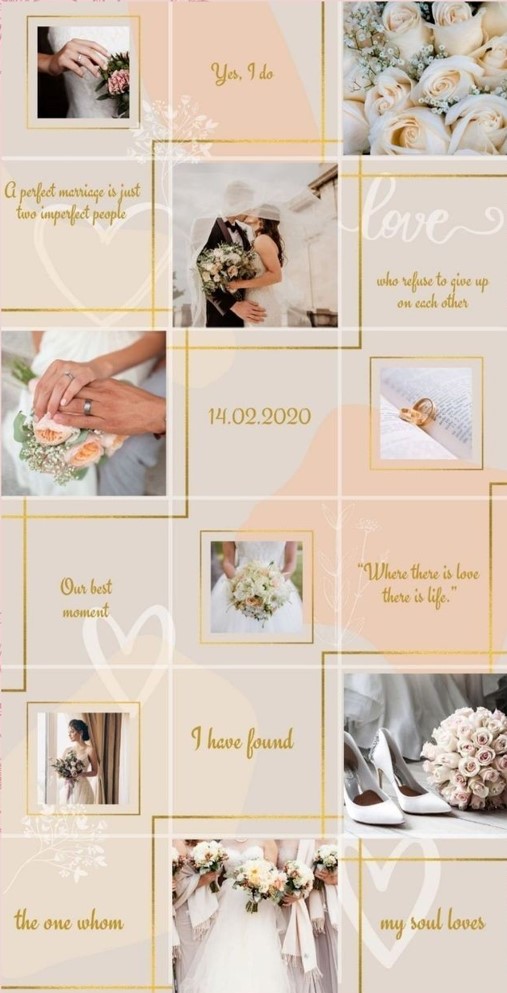 Yes, I do
A perfect marriage is just
two imperfect people
love
who refuse to give up
on each other
14.02.2020
Our best
moment
"Where there is love
there is life."
I have found
the one whom
my soul loves